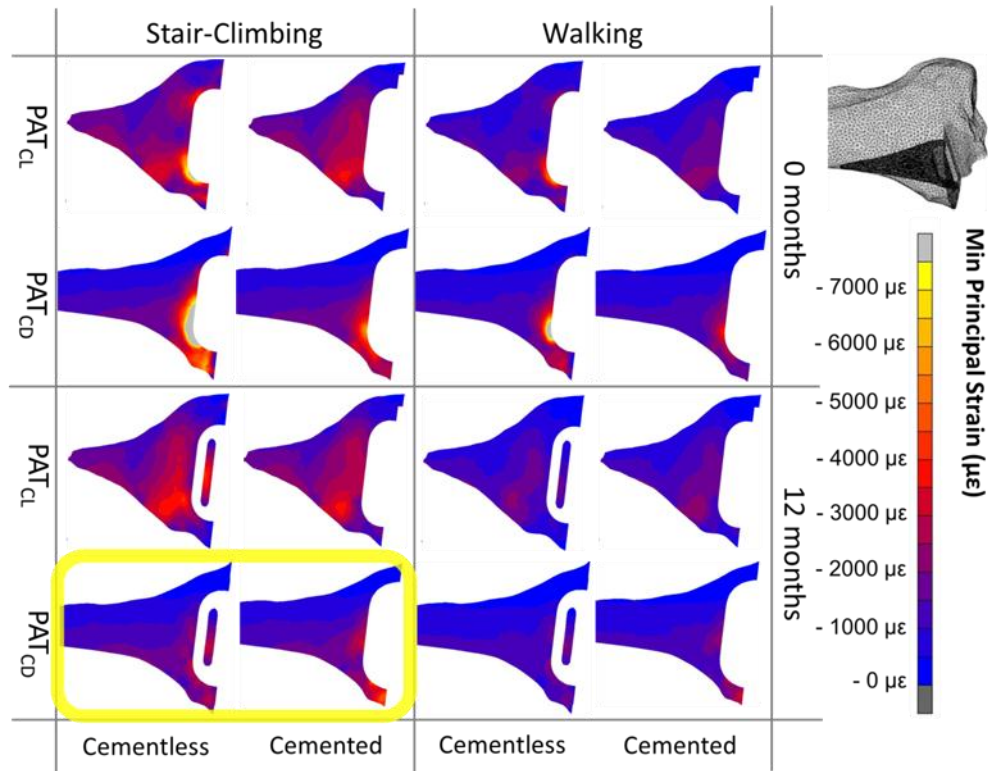 Stair-Climbing
Walking
PATCL
PATCD
PATCL
PATCD
0 months
12 months
Cementless
Cemented
Cementless
Cemented
- 7000 µε
- 6000 µε
- 5000 µε
- 4000 µε
- 3000 µε
- 2000 µε
- 1000 µε
- 0 µε
Min Principal Strain (µε)